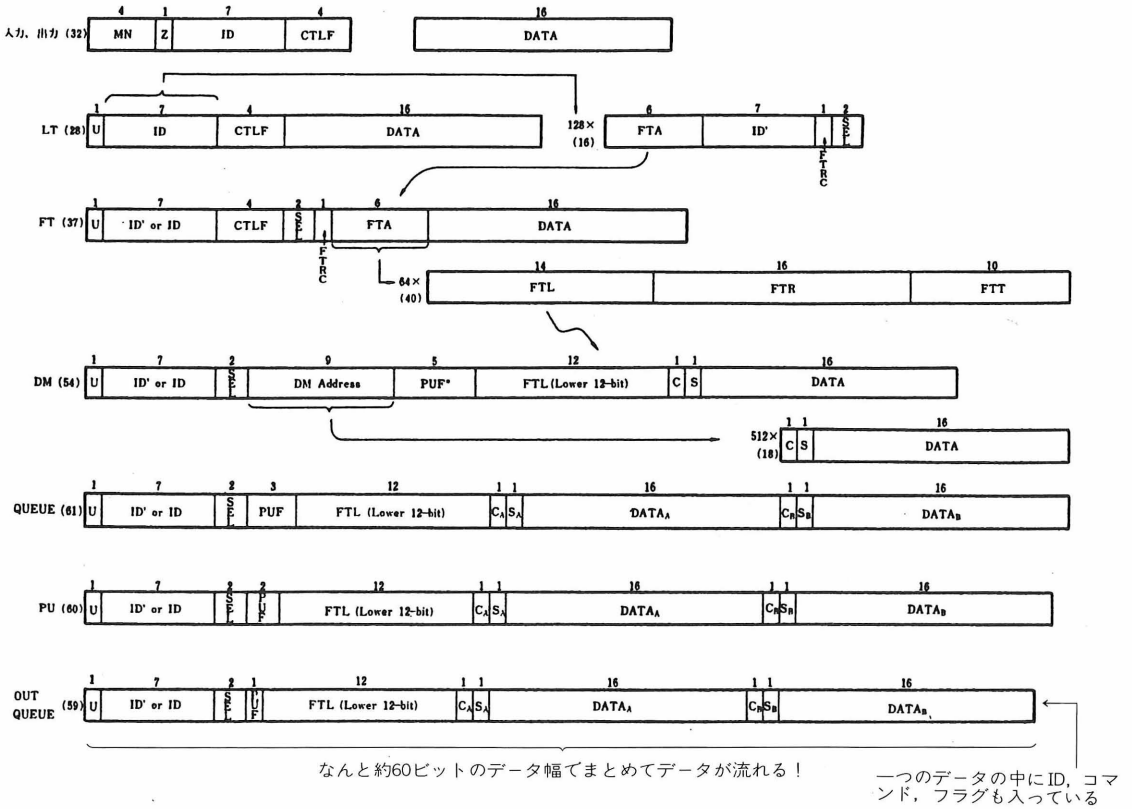 4 1 7 4 16
入力、出力 (32) MN Z ID CTLF DATA
1 7 4 16 6 7 1 2
LT (28) U ID CTLF DATA 128× (16) FTA ID' SEL
FTRC
1 7 4 2 1 6 16
FT (37) U ID' or ID CTLF SEL FTA DATA
FTRC
14 16 10
64× (40) FTL FTR FTT
1 7 2 9 5 12 1 1 16
DM (54) U ID' or ID SEL DM Address PUF* FTL (Lower 12-bit) C S DATA
1 1 16
512× (18) C S DATA
1 7 2 3 12 1 1 16 1 1 16
QUEUE (61) U ID' or ID SEL PUF FTL (Lower 12-bit) CA SA DATAA CB SB DATAB
1 7 2 2 12 1 1 16 1 1 16
PU (60) U ID' or ID SEL PUF FTL (Lower 12-bit) CA SA DATAA CB SB DATAB
1 7 2 1 12 1 1 16 1 1 16
OUT QUEUE (59) U ID' or ID SEL PUF FTL (Lower 12-bit) CA SA DATAA CB SB DATAB
なんと約60ビットのデータ幅でまとめてデータが流れる!
一つのデータの中にID, コマ
ンド, フラグも入っている